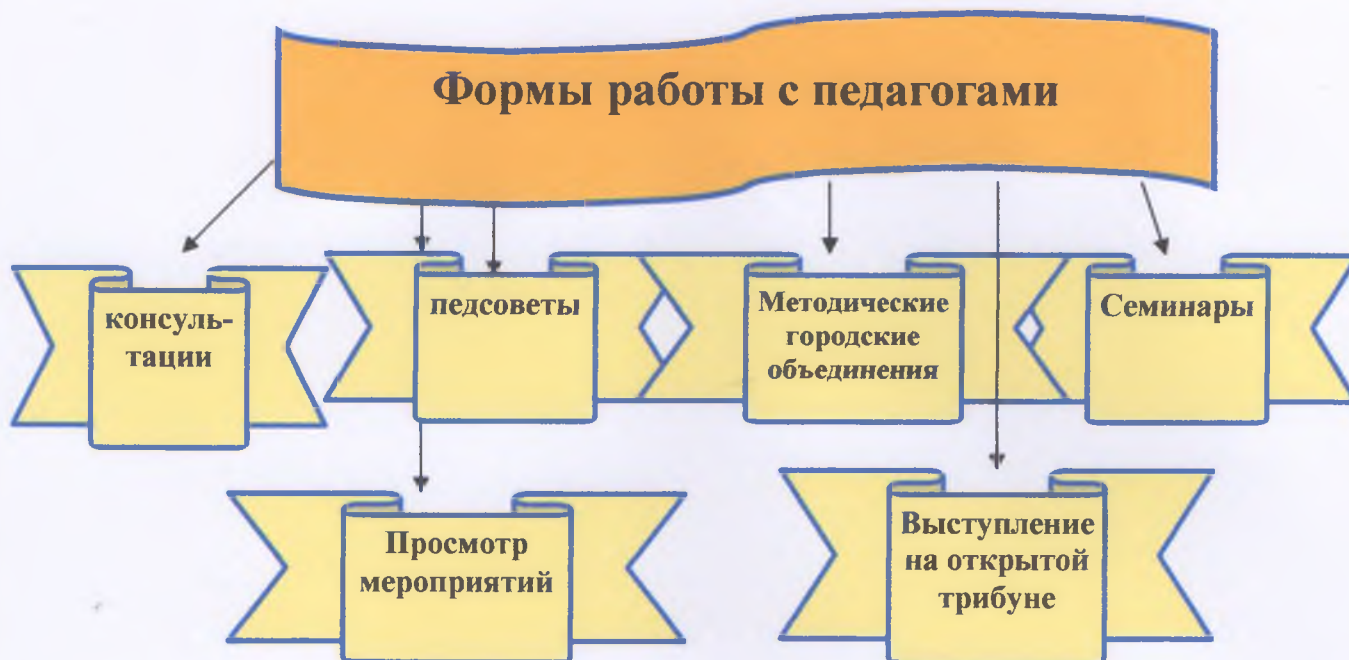 Формы работы с педагогами
консуль-
тации
педсоветы
Методические
городские
объединения
Семинары
Просмотр
мероприятий
Выступление
на открытой
трибуне